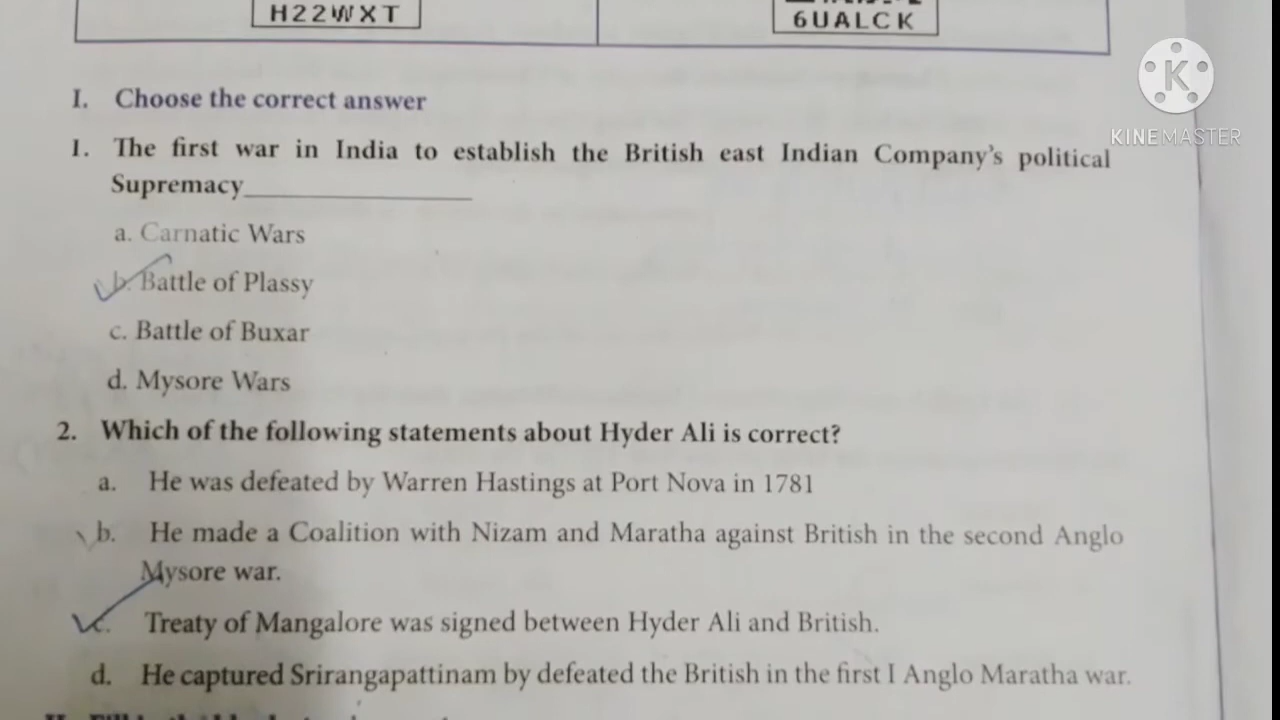 H22WXT
6UALCK
K
KINEMASTER
I. Choose the correct answer
1. The first war in India to establish the British east Indian Company's political
Supremacy____________________
a. Carnatic Wars
b. Battle of Plassy
c. Battle of Buxar
d. Mysore Wars
2. Which of the following statements about Hyder Ali is correct?
a. He was defeated by Warren Hastings at Port Nova in 1781
b. He made a Coalition with Nizam and Maratha against British in the second Anglo
Mysore war.
c. Treaty of Mangalore was signed between Hyder Ali and British.
d. He captured Srirangapattinam by defeated the British in the first I Anglo Maratha war.